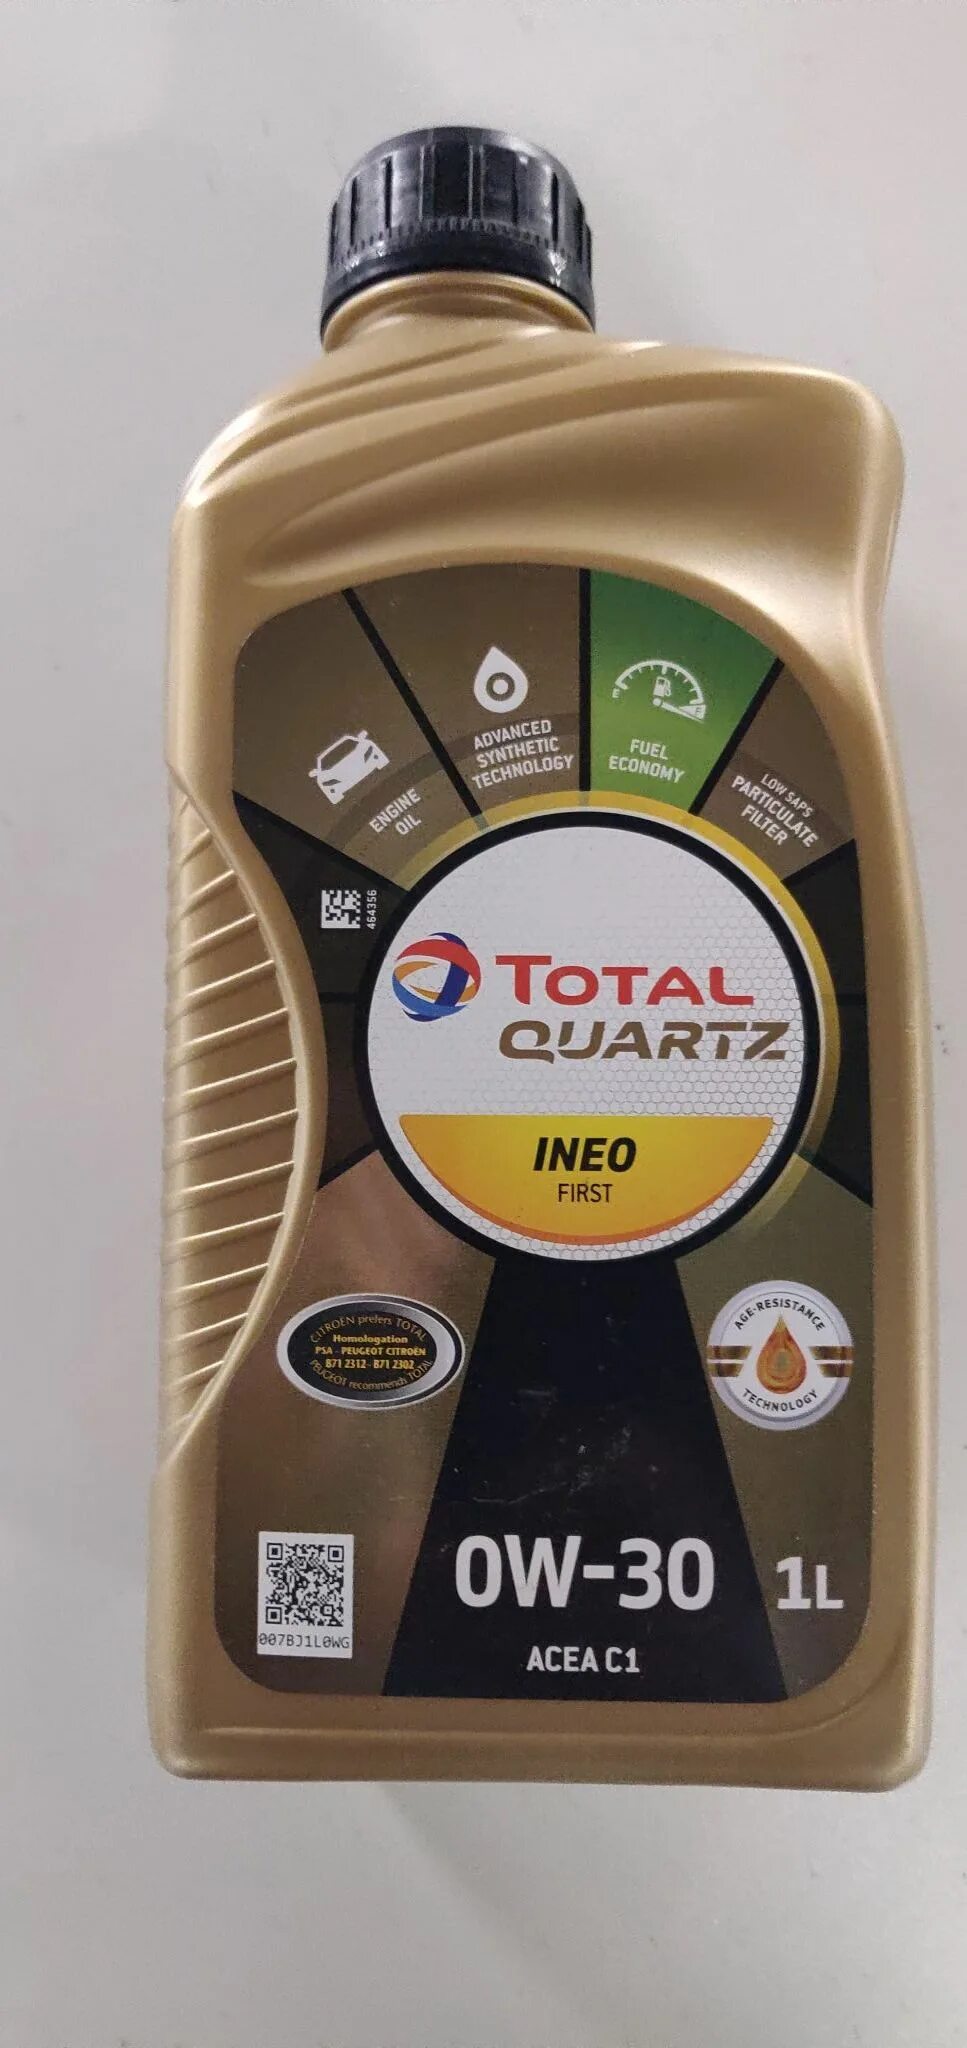 ENGINE
OIL
ADVANCED
SYNTHETIC
TECHNOLOGY
E
F
FUEL
ECONOMY
LOW SAPS
PARTICULATE
FILTER
464356
TOTAL
QUARTZ
INEO
FIRST
CITROËN prefers TOTAL
Homologation
PSA - PEUGEOT CITROËN
B71 2312 - B71 2302
PEUGEOT recommends TOTAL
AGE-RESISTANCE
TECHNOLOGY
007BJ1L0WG
0W-30
1L
ACEA C1